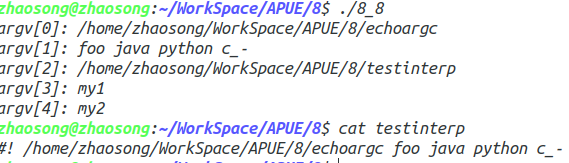 zhaosong@zhaosong:~/WorkSpace/APUE/8$ ./8_8
argv[0]: /home/zhaosong/WorkSpace/APUE/8/echoargc
argv[1]: foo java python c_-
argv[2]: /home/zhaosong/WorkSpace/APUE/8/testinterp
argv[3]: my1
argv[4]: my2
zhaosong@zhaosong:~/WorkSpace/APUE/8$ cat testinterp
#! /home/zhaosong/WorkSpace/APUE/8/echoargc foo java python c_-